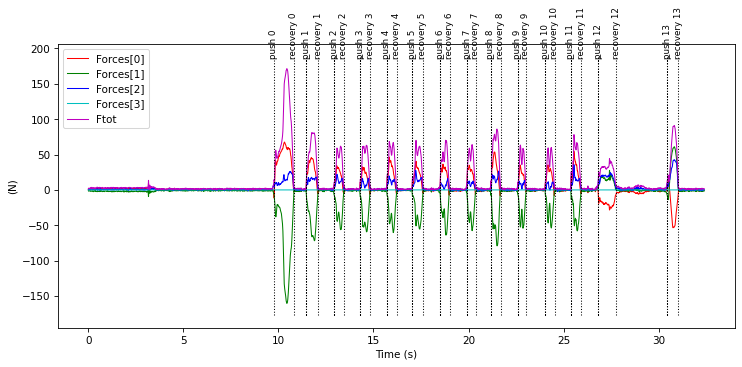 push 0
recovery 0
push 1
recovery 1
push 2
recovery 2
push 3
recovery 3
push 4
recovery 4
push 5
recovery 5
push 6
recovery 6
push 7
recovery 7
push 8
recovery 8
push 9
recovery 9
push 10
recovery 10
push 11
recovery 11
push 12
recovery 12
push 13
recovery 13
Forces[0]
Forces[1]
Forces[2]
Forces[3]
Ftot
200
150
100
50
0
−50
−100
−150
(N)
0 5 10 15 20 25 30
Time (s)